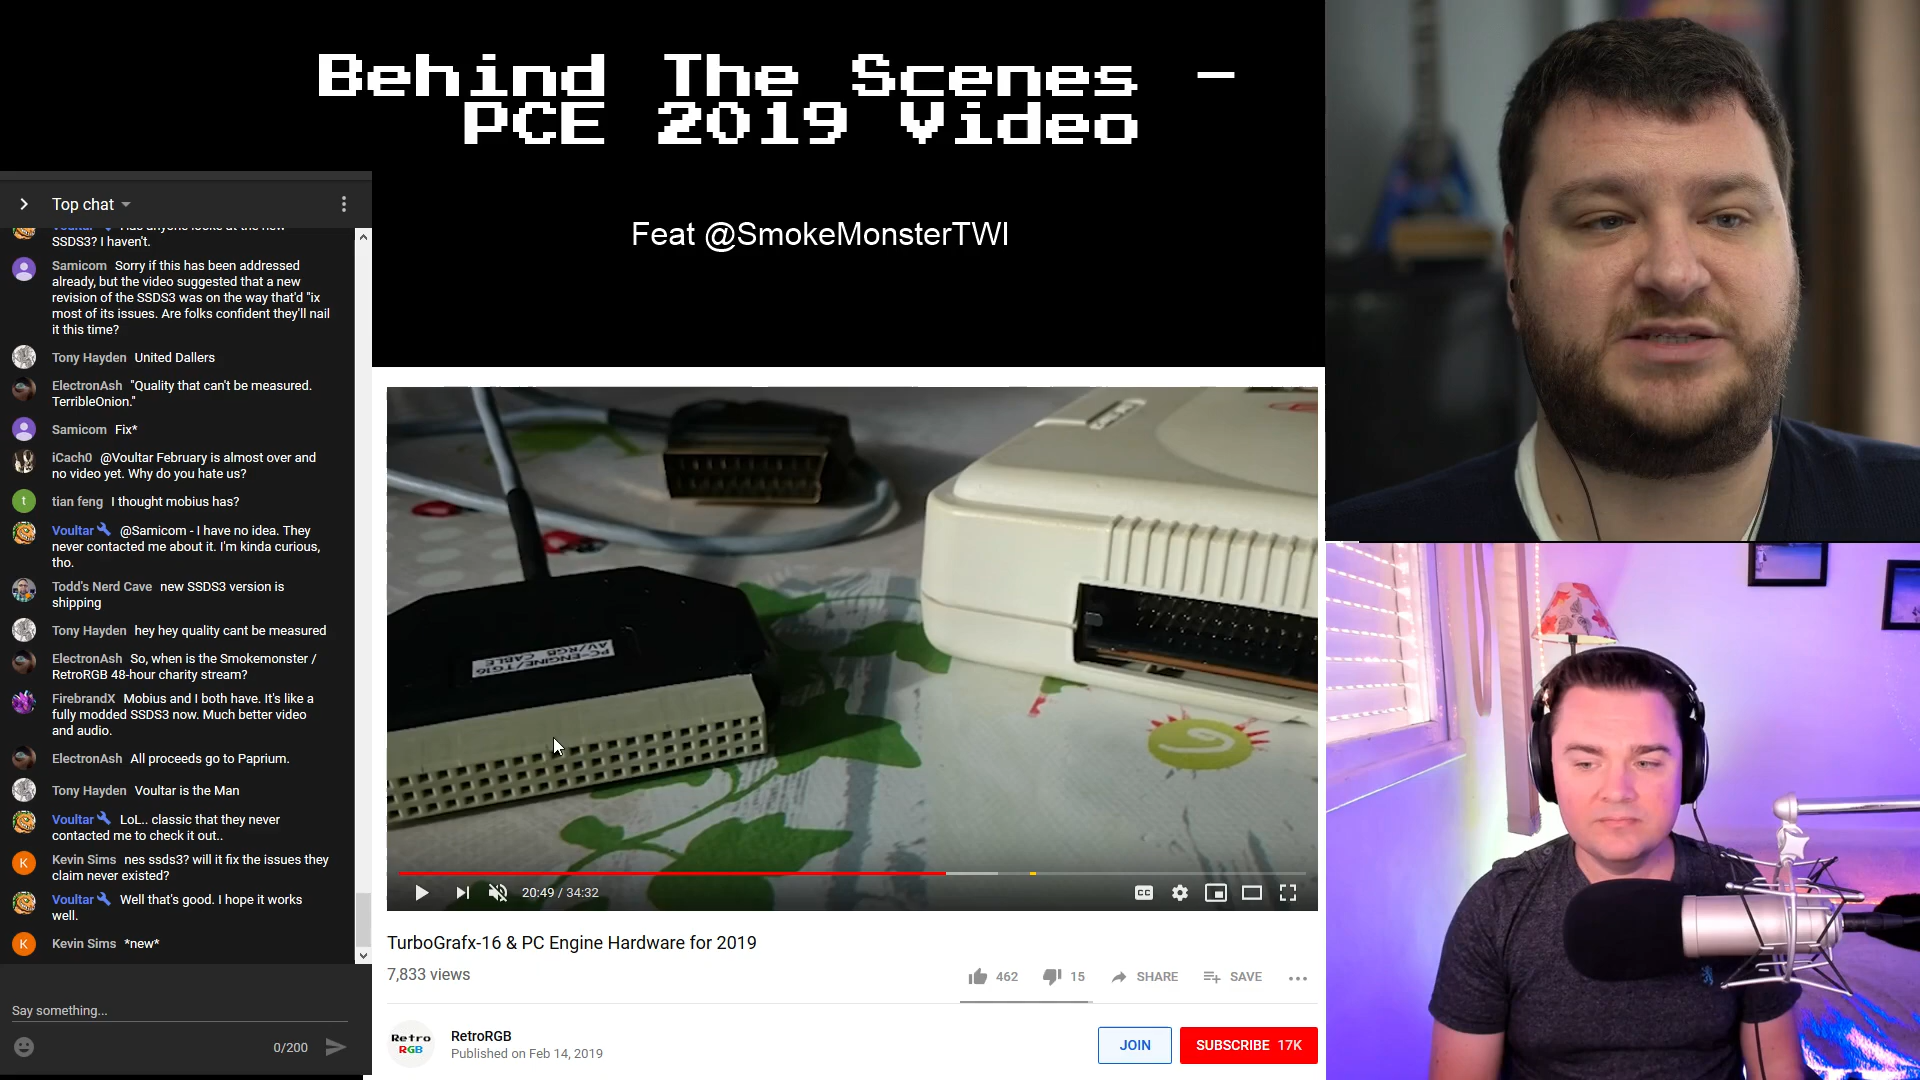 Behind The Scenes -
PCE 2019 Video
Feat @SmokeMonsterTWI
Top chat
SSDS3? I haven't.
Samicom Sorry if this has been addressed
already, but the video suggested that a new
revision of the SSDS3 was on the way that'd "ix
most of its issues. Are folks confident they'll nail
it this time?
Tony Hayden United Dallers
ElectronAsh "Quality that can't be measured.
TerribleOnion."
Samicom Fix*
iCach0 @Voultar February is almost over and
no video yet. Why do you hate us?
t tian feng I thought mobius has?
Voultar @Samicom - I have no idea. They
never contacted me about it. I'm kinda curious,
tho.
Todd's Nerd Cave new SSDS3 version is
shipping
Tony Hayden hey hey quality cant be measured
ElectronAsh So, when is the Smokemonster /
RetroRGB 48-hour charity stream?
FirebrandX Mobius and I both have. It's like a
fully modded SSDS3 now. Much better video
and audio.
ElectronAsh All proceeds go to Paprium.
Tony Hayden Voultar is the Man
Voultar LoL.. classic that they never
contacted me to check it out..
K Kevin Sims nes ssds3? will it fix the issues they
claim never existed?
Voultar Well that's good. I hope it works
well.
K Kevin Sims *new*
Say something...
0/200
PC-ENGINE/TG16
AV/RGB CABLE
20:49 / 34:32
CC
TurboGrafx-16 & PC Engine Hardware for 2019
7,833 views
462 15 SHARE SAVE
Retro
RGB
RetroRGB
Published on Feb 14, 2019
JOIN
SUBSCRIBE 17K